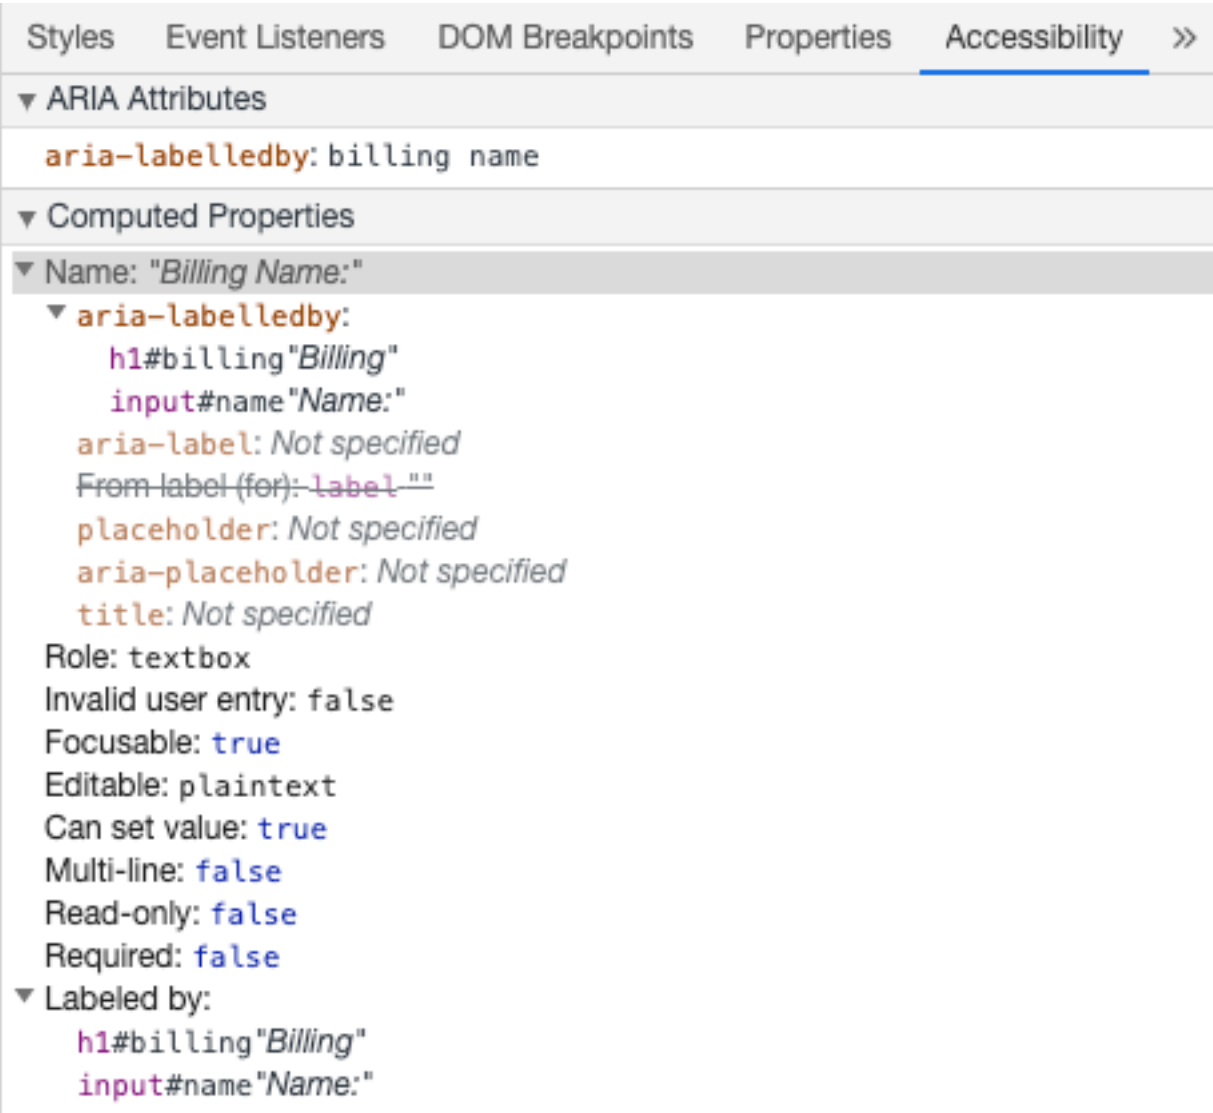 Styles Event Listeners DOM Breakpoints Properties Accessibility »
▼ ARIA Attributes
aria-labelledby: billing name
▼ Computed Properties
▼ Name: "Billing Name:"
▼ aria-labelledby:
h1#billing"Billing"
input#name"Name:"
aria-label: Not specified
From label (for): label ""
placeholder: Not specified
aria-placeholder: Not specified
title: Not specified
Role: textbox
Invalid user entry: false
Focusable: true
Editable: plaintext
Can set value: true
Multi-line: false
Read-only: false
Required: false
▼ Labeled by:
h1#billing"Billing"
input#name"Name:"